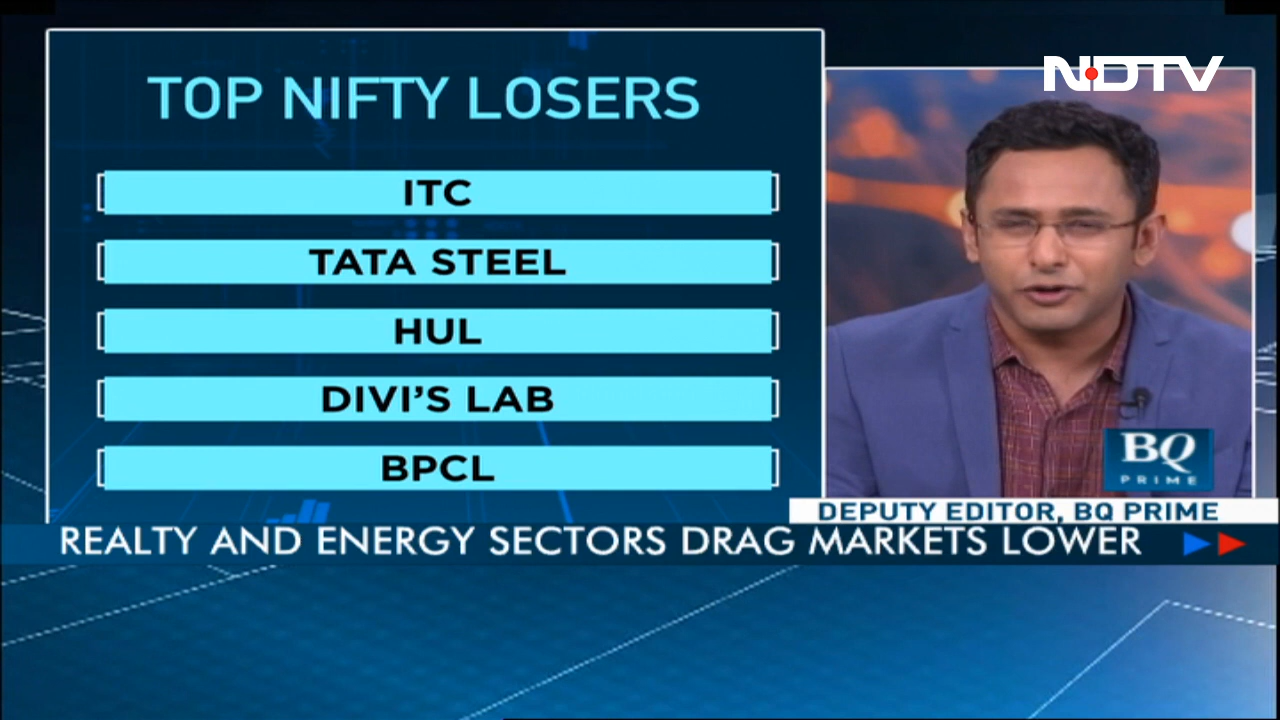 TOP NIFTY LOSERS
ITC
TATA STEEL
HUL
DIVI'S LAB
BPCL
NDTV
BQ
PRIME
DEPUTY EDITOR, BQ PRIME
REALTY AND ENERGY SECTORS DRAG MARKETS LOWER